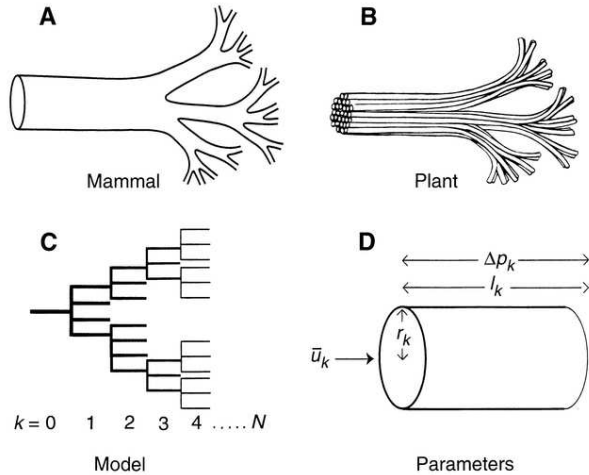 A
B
Mammal
Plant
C
D
Δp_k
l_k
r_k
ū_k
k = 0 1 2 3 4 ..... N
Model
Parameters